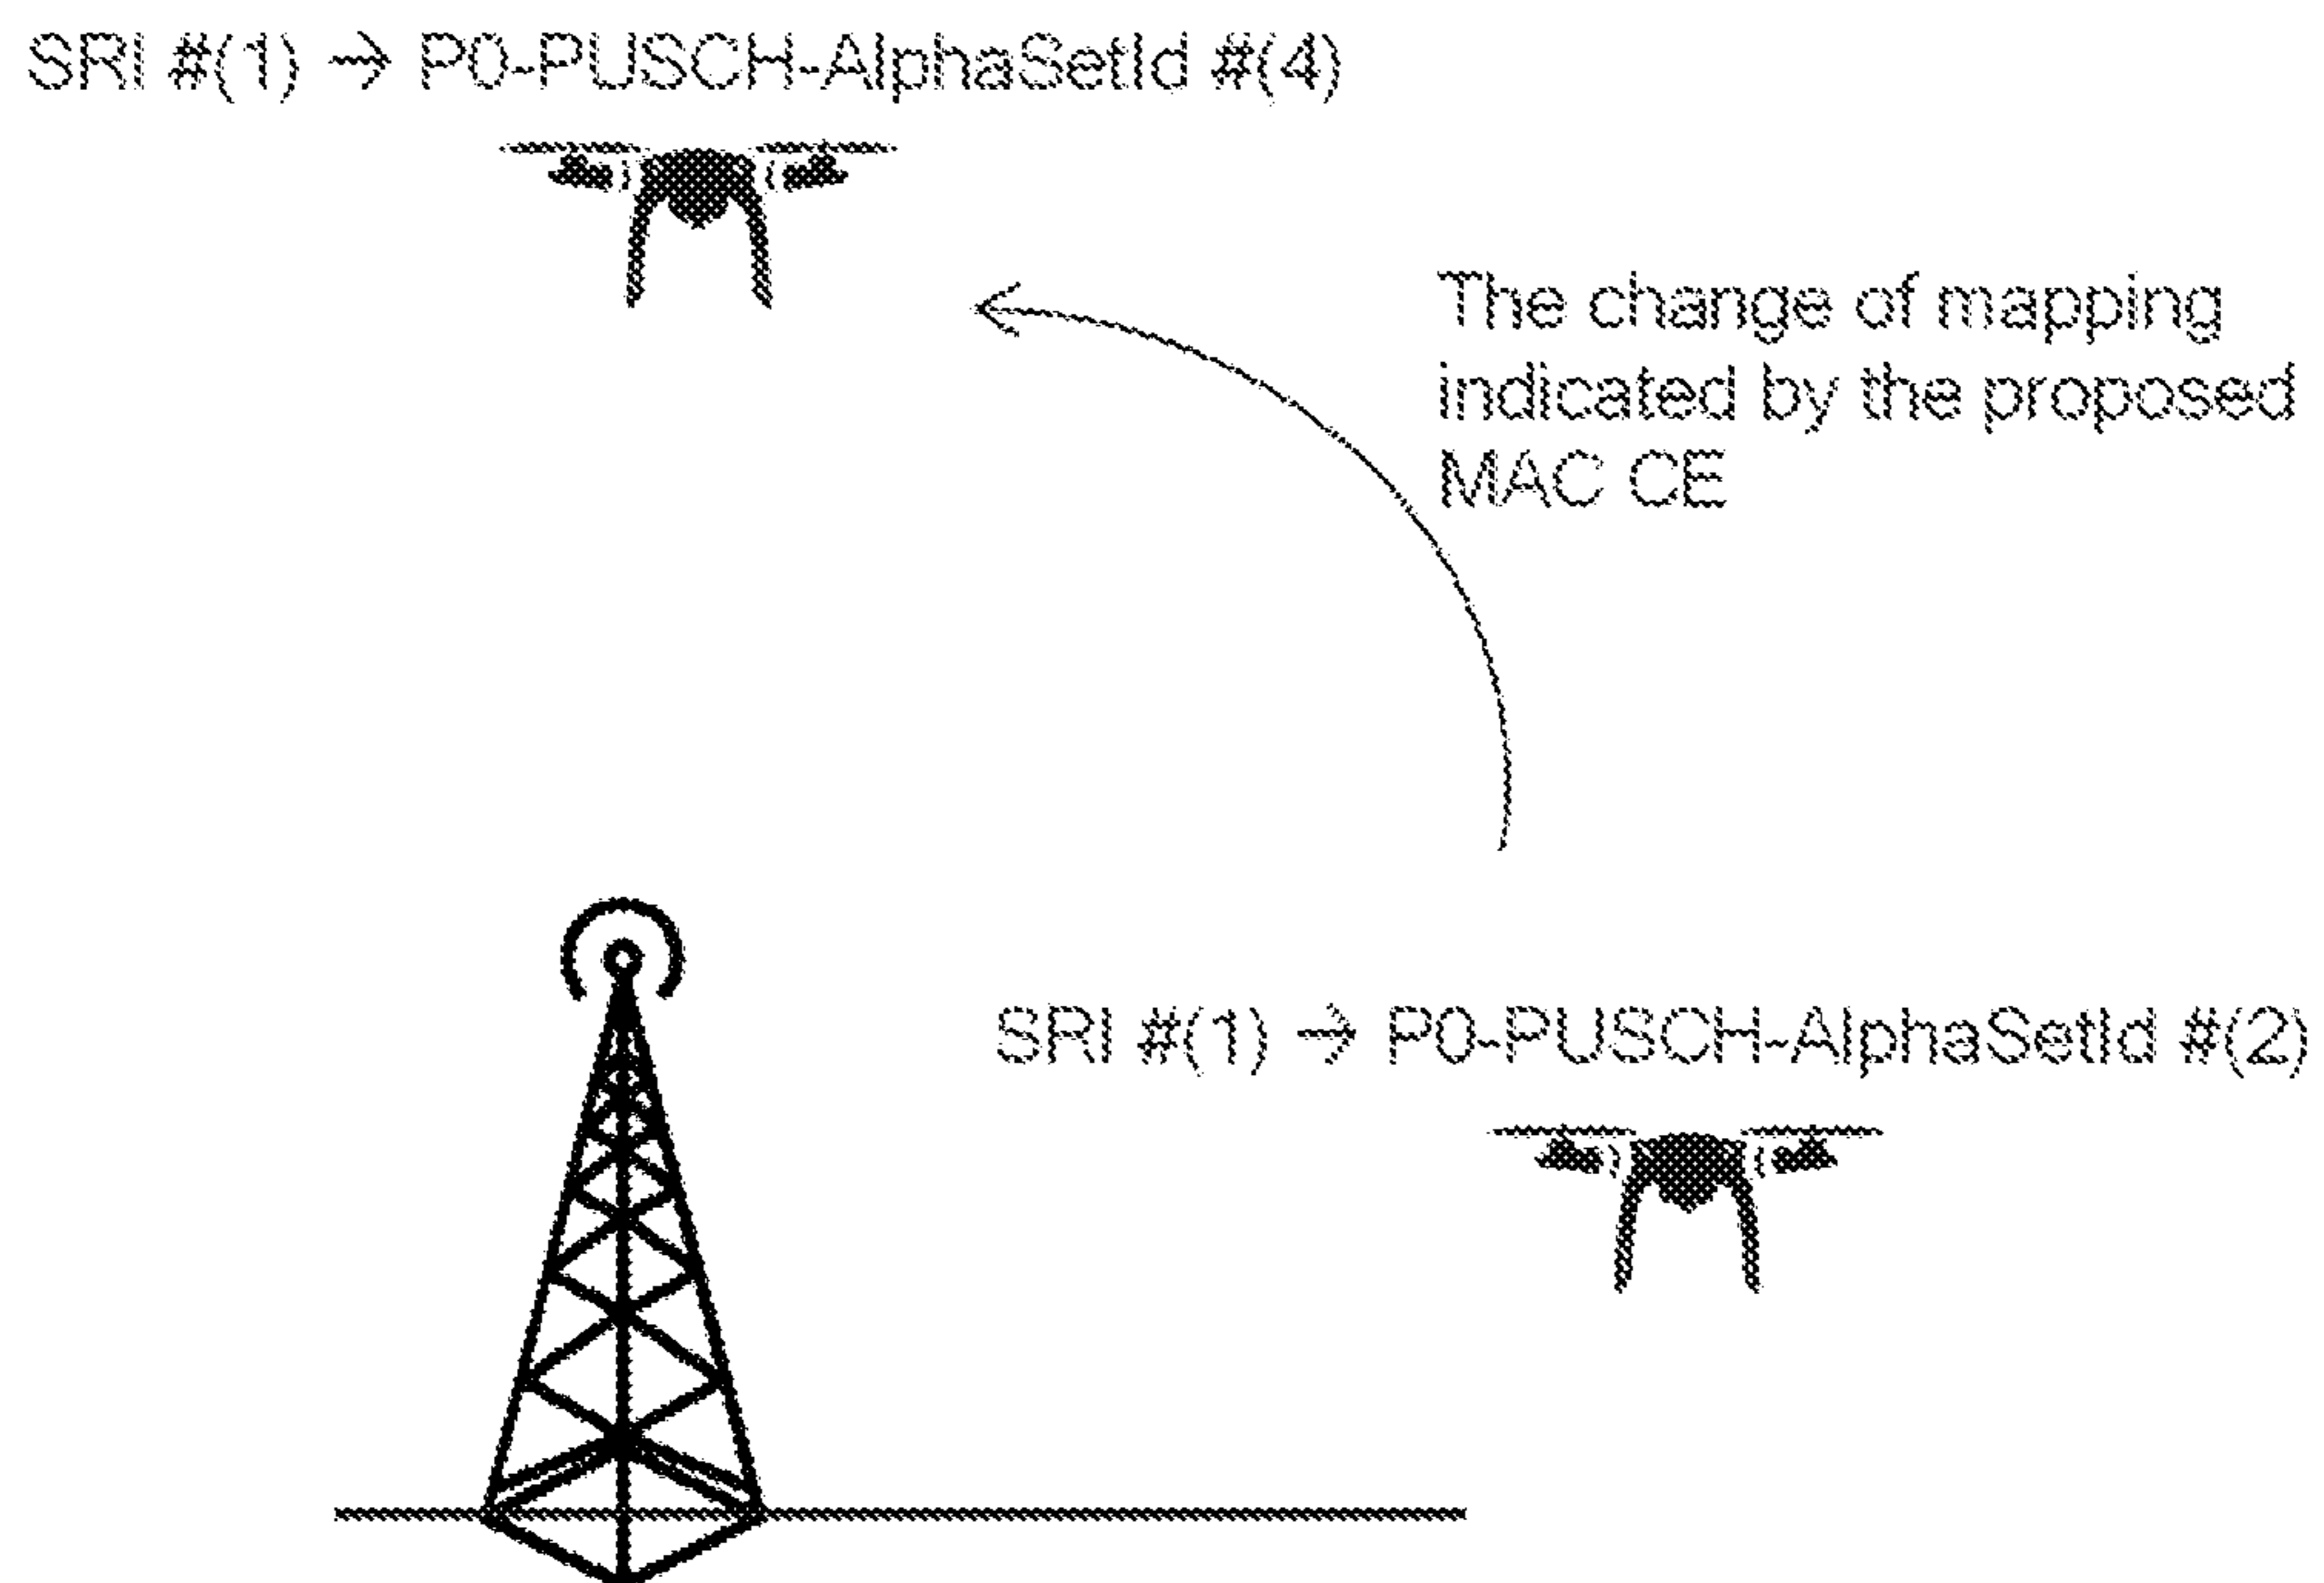 SRI #(1) → P0-PUSCH-AlphaSetId #(4)
The change of mapping
indicated by the proposed
MAC CE
SRI #(1) → P0-PUSCH-AlphaSetId #(2)